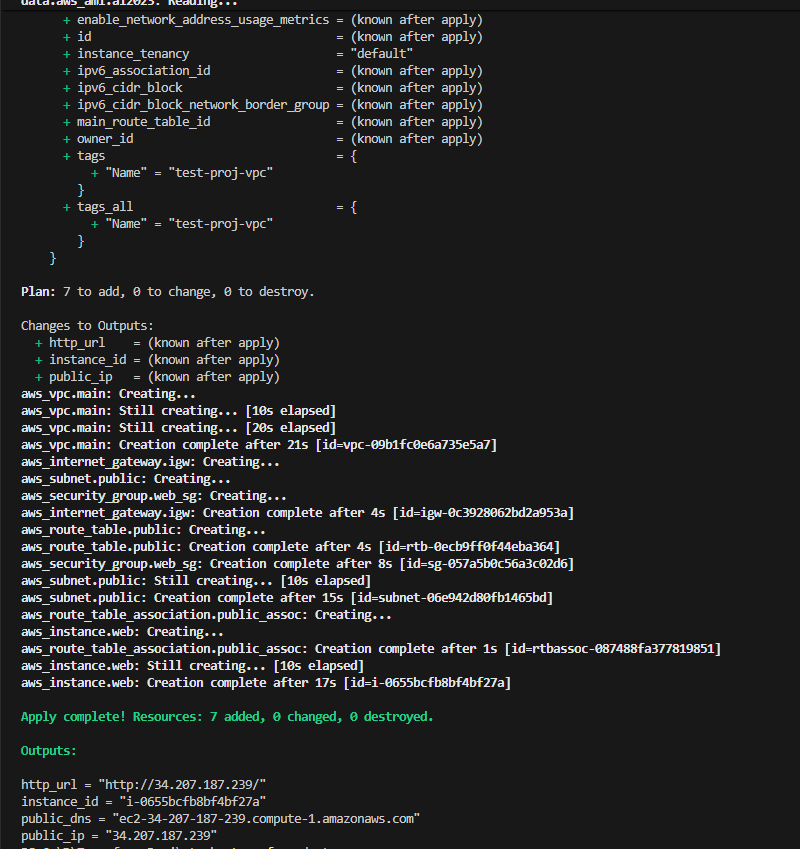 data.aws_ami.al2023: Reading...
+ enable_network_address_usage_metrics = (known after apply)
+ id = (known after apply)
+ instance_tenancy = "default"
+ ipv6_association_id = (known after apply)
+ ipv6_cidr_block = (known after apply)
+ ipv6_cidr_block_network_border_group = (known after apply)
+ main_route_table_id = (known after apply)
+ owner_id = (known after apply)
+ tags = {
+ "Name" = "test-proj-vpc"
}
+ tags_all = {
+ "Name" = "test-proj-vpc"
}
}
Plan: 7 to add, 0 to change, 0 to destroy.
Changes to Outputs:
+ http_url = (known after apply)
+ instance_id = (known after apply)
+ public_ip = (known after apply)
aws_vpc.main: Creating...
aws_vpc.main: Still creating... [10s elapsed]
aws_vpc.main: Still creating... [20s elapsed]
aws_vpc.main: Creation complete after 21s [id=vpc-09b1fc0e6a735e5a7]
aws_internet_gateway.igw: Creating...
aws_subnet.public: Creating...
aws_security_group.web_sg: Creating...
aws_internet_gateway.igw: Creation complete after 4s [id=igw-0c3928062bd2a953a]
aws_route_table.public: Creating...
aws_route_table.public: Creation complete after 4s [id=rtb-0ecb9ff0f44eba364]
aws_security_group.web_sg: Creation complete after 8s [id=sg-057a5b0c56a3c02d6]
aws_subnet.public: Still creating... [10s elapsed]
aws_subnet.public: Creation complete after 15s [id=subnet-06e942d80fb1465bd]
aws_route_table_association.public_assoc: Creating...
aws_instance.web: Creating...
aws_route_table_association.public_assoc: Creation complete after 1s [id=rtbassoc-087488fa377819851]
aws_instance.web: Still creating... [10s elapsed]
aws_instance.web: Creation complete after 17s [id=i-0655bcfb8bf4bf27a]
Apply complete! Resources: 7 added, 0 changed, 0 destroyed.
Outputs:
http_url = "http://34.207.187.239/"
instance_id = "i-0655bcfb8bf4bf27a"
public_dns = "ec2-34-207-187-239.compute-1.amazonaws.com"
public_ip = "34.207.187.239"